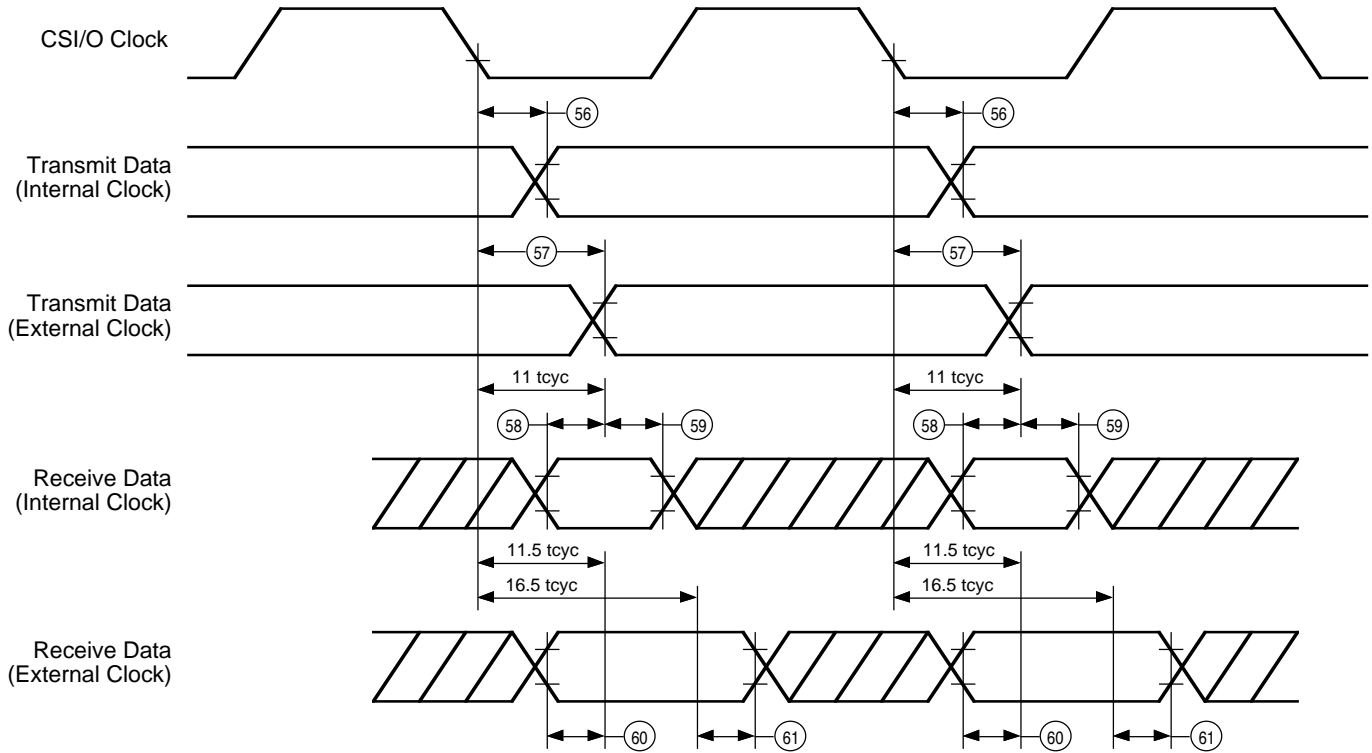 CSI/O Clock
56
56
Transmit Data
(Internal Clock)
57
57
Transmit Data
(External Clock)
11 tcyc
11 tcyc
58
59
58
59
Receive Data
(Internal Clock)
11.5 tcyc
11.5 tcyc
16.5 tcyc
16.5 tcyc
Receive Data
(External Clock)
60
61
60
61